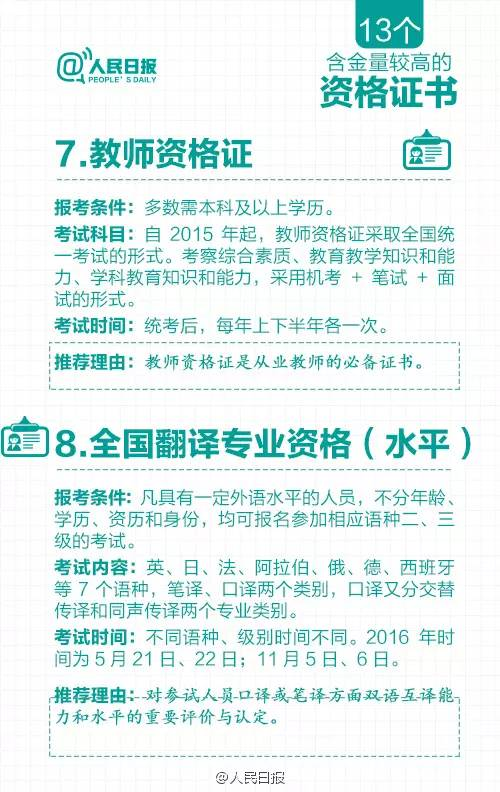 13个
@人民日报
PEOPLE'S DAILY
含金量较高的
资格证书
7.教师资格证
报考条件：多数需本科及以上学历。
考试科目：自 2015 年起，教师资格证采取全国统
一考试的形式。考察综合素质、教育教学知识和能
力、学科教育知识和能力，采用机考 + 笔试 + 面
试的形式。
考试时间：统考后，每年上下半年各一次。
推荐理由：教师资格证是从业教师的必备证书。
8.全国翻译专业资格（水平）
报考条件: 凡具有一定外语水平的人员，不分年龄、
学历、资历和身份，均可报名参加相应语种二、三
级的考试。
考试内容：英、日、法、阿拉伯、俄、德、西班牙
等 7 个语种，笔译、口译两个类别，口译又分交替
传译和同声传译两个专业类别。
考试时间：不同语种、级别时间不同。2016 年时
间为 5 月 21 日、22 日；11 月 5 日、6 日。
推荐理由：对参试人员口译或笔译方面双语互译能
力和水平的重要评价与认定。
@人民日报